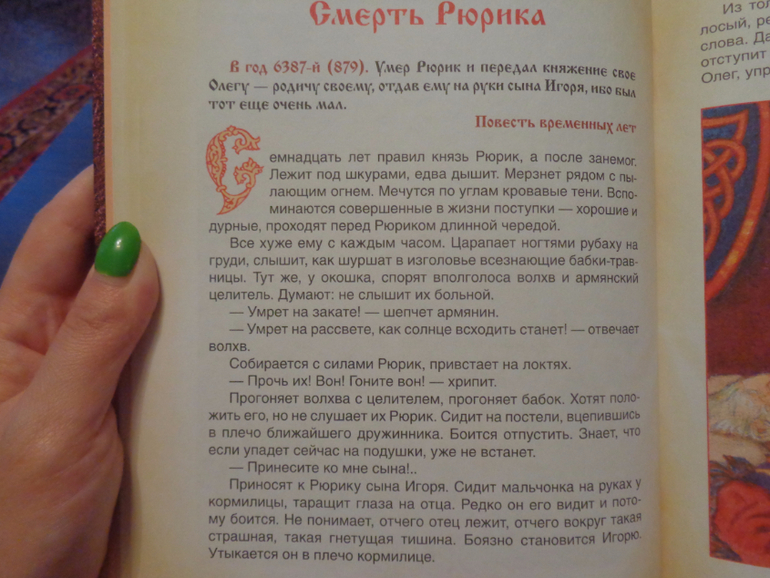 Смерть Рюрика
В год 6387-й (879). Умер Рюрик и передал княжение свое
Олегу — родичу своему, отдав ему на руки сына Игоря, ибо был
тот еще очень мал.
Повесть временных лет
Семнадцать лет правил князь Рюрик, а после занемог.
Лежит под шкурами, едва дышит. Мерзнет рядом с пы-
лающим огнем. Мечутся по углам кровавые тени. Вспо-
минаются совершенные в жизни поступки — хорошие и
дурные, проходят перед Рюриком длинной чередой.
Все хуже ему с каждым часом. Царапает ногтями рубаху на
груди, слышит, как шуршат в изголовье всезнающие бабки-трав-
ницы. Тут же, у окошка, спорят вполголоса волхв и армянский
целитель. Думают: не слышит их больной.
— Умрет на закате! — шепчет армянин.
— Умрет на рассвете, как солнце всходить станет! — отвечает
волхв.
Собирается с силами Рюрик, привстает на локтях.
— Прочь их! Вон! Гоните вон! — хрипит.
Прогоняет волхва с целителем, прогоняет бабок. Хотят поло-
жить его, но не слушает их Рюрик. Сидит на постели, вцепившись
в плечо ближайшего дружинника. Боится отпустить. Знает, что
если упадет сейчас на подушки, уже не встанет.
— Принесите ко мне сына!..
Приносят к Рюрику сына Игоря. Сидит мальчонка на руках у
кормилицы, таращит глаза на отца. Редко он его видит и пото-
му боится. Не понимает, отчего отец лежит, отчего вокруг такая
страшная, такая гнетущая тишина. Боязно становится Игорю.
Утыкается он в плечо кормилице.
Из
лосый,
слова.
отступит
Олег,